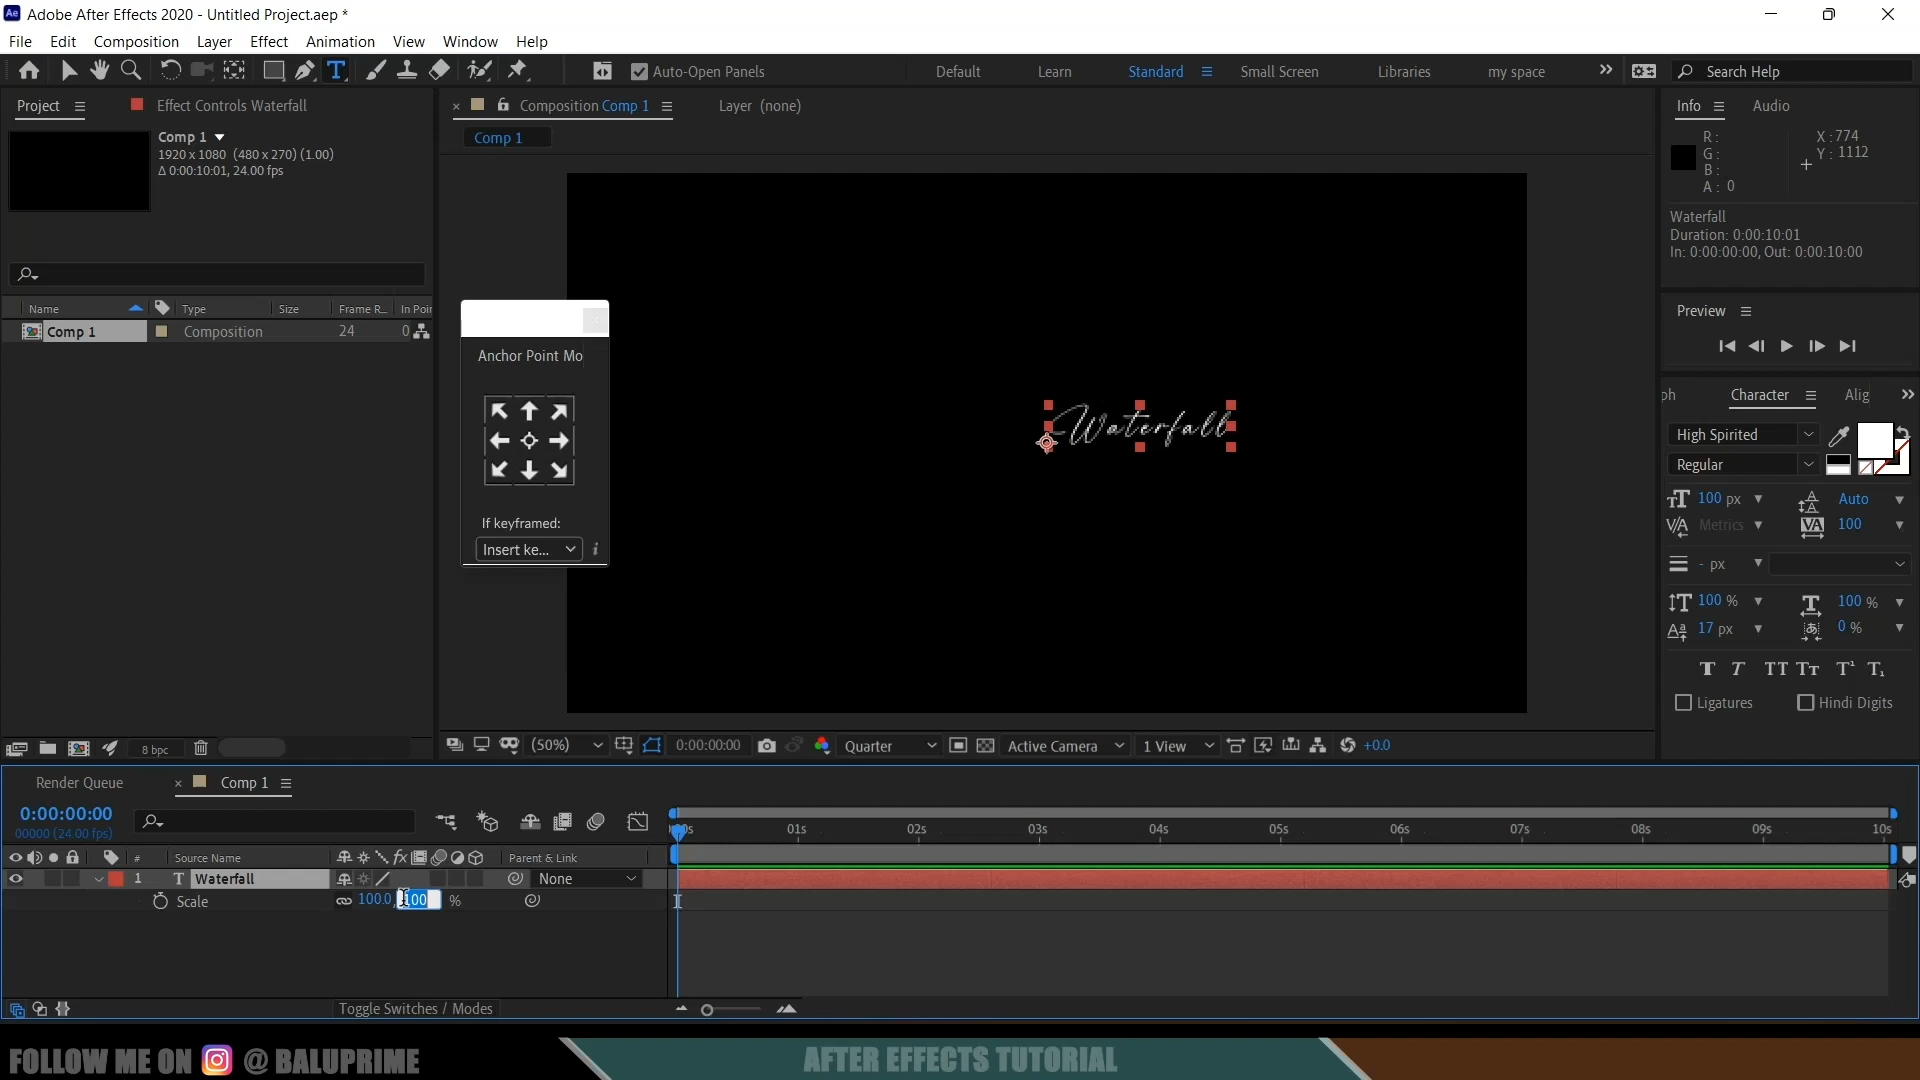 Ae Adobe After Effects 2020 - Untitled Project.aep *
File Edit Composition Layer Effect Animation View Window Help
Auto-Open Panels Default Learn Standard Small Screen Libraries my space Search Help
Project Effect Controls Waterfall
Composition Comp 1 Layer (none)
Info Audio
Comp 1
1920 x 1080 (480 x 270) (1.00)
Δ 0:00:10:01, 24.00 fps
Comp 1
R:
G:
B:
A: 0
X: 774
Y: 1112
Waterfall
Duration: 0:00:10:01
In: 0:00:00:00, Out: 0:00:10:00
Name Type Size Frame R... In Poin
Comp 1 Composition 24 0
Preview
Anchor Point Mo
If keyframed:
Insert ke... i
Waterfall
ph Character Alig
High Spirited
Regular
100 px Auto
Metrics 100
- px
100 % 100 %
17 px 0 %
Ligatures Hindi Digits
8 bpc
(50%) 0:00:00:00 Quarter Active Camera 1 View +0.0
Render Queue Comp 1
0:00:00:00
00000 (24.00 fps)
01s 02s 03s 04s 05s 06s 07s 08s 09s 10s
# Source Name fx Parent & Link
1 T Waterfall None
Scale 100.0, 100 %
Toggle Switches / Modes
FOLLOW ME ON @ BALUPRIME AFTER EFFECTS TUTORIAL